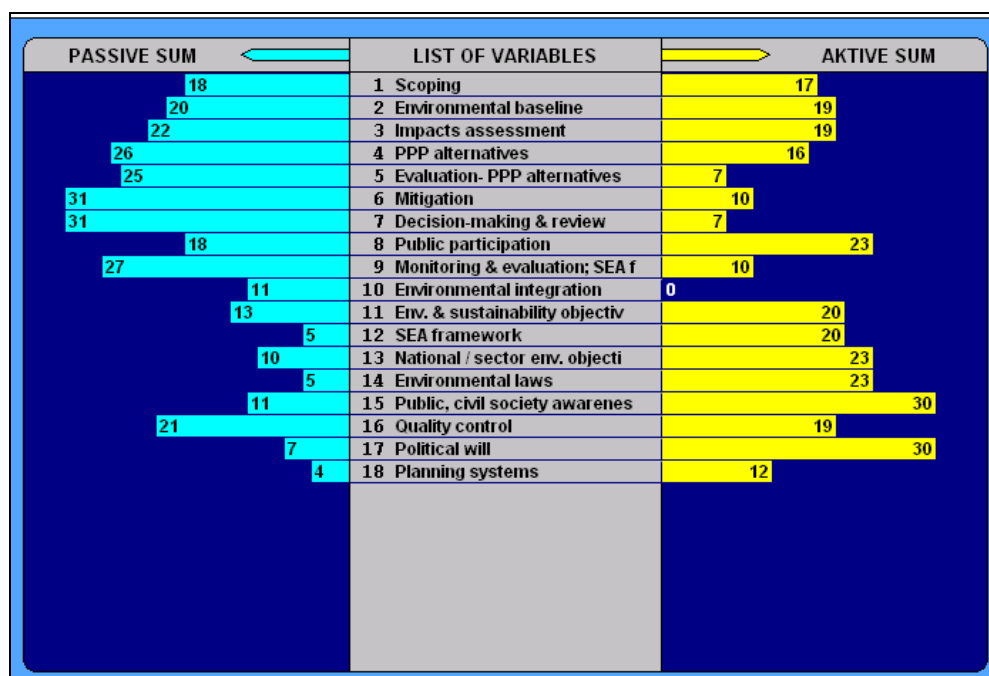 PASSIVE SUM LIST OF VARIABLES AKTIVE SUM
18 1 Scoping 17
20 2 Environmental baseline 19
22 3 Impacts assessment 19
26 4 PPP alternatives 16
25 5 Evaluation- PPP alternatives 7
31 6 Mitigation 10
31 7 Decision-making & review 7
18 8 Public participation 23
27 9 Monitoring & evaluation; SEA f 10
11 10 Environmental integration 0
13 11 Env. & sustainability objectiv 20
5 12 SEA framework 20
10 13 National / sector env. objecti 23
5 14 Environmental laws 23
11 15 Public, civil society awarenes 30
21 16 Quality control 19
7 17 Political will 30
4 18 Planning systems 12